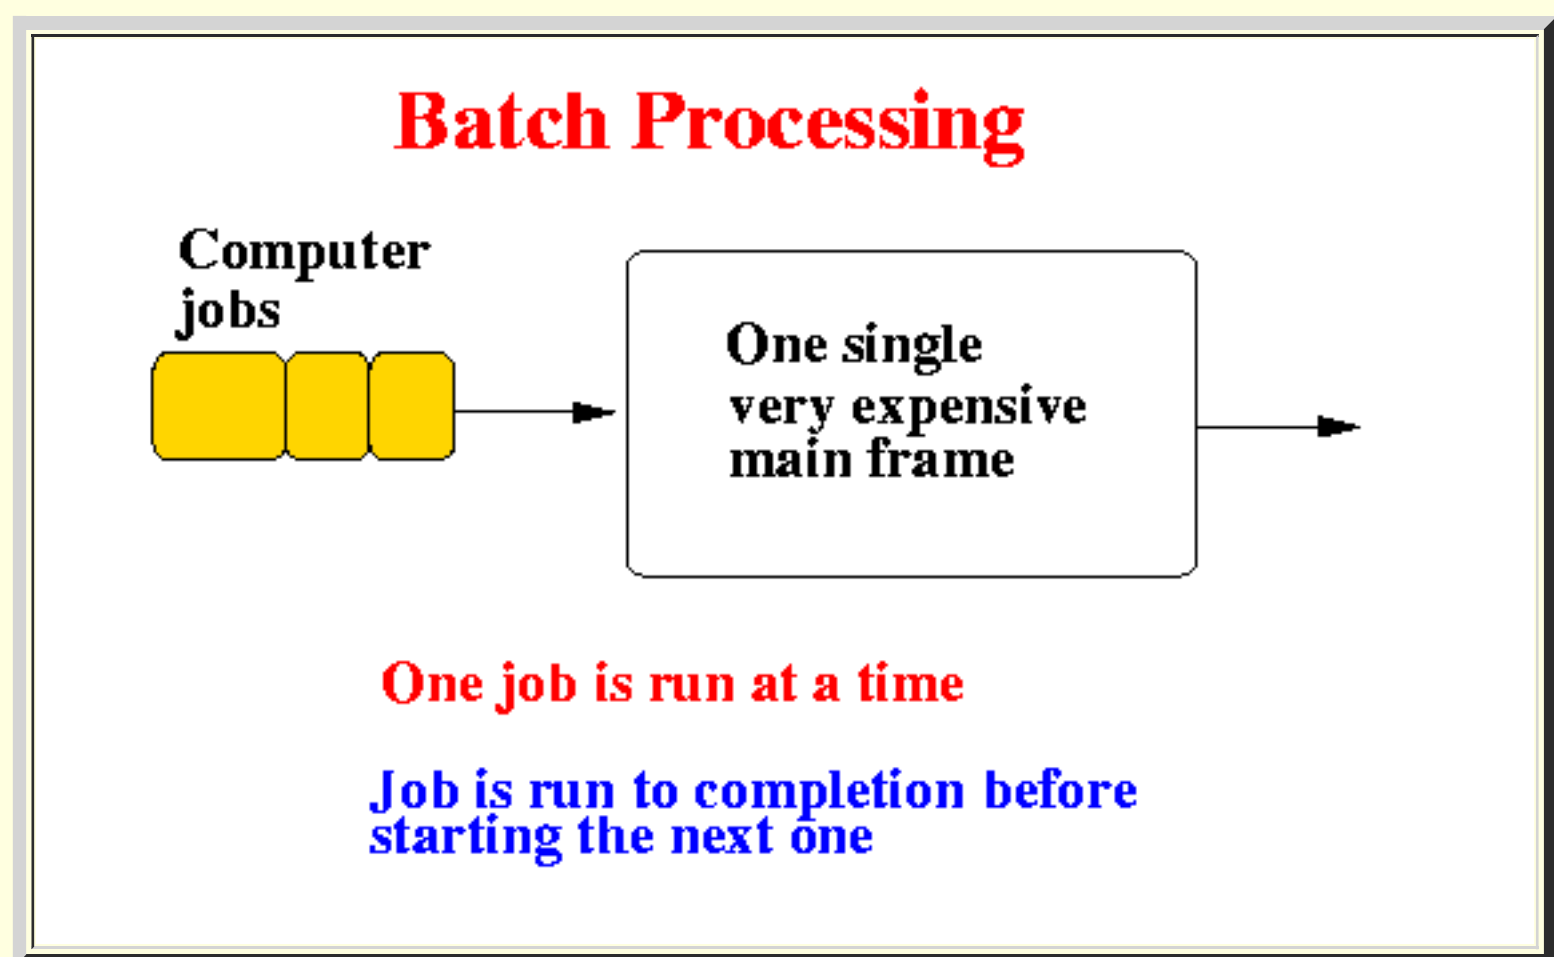 Batch Processing
Computer
jobs
One single
very expensive
main frame
One job is run at a time
Job is run to completion before
starting the next one